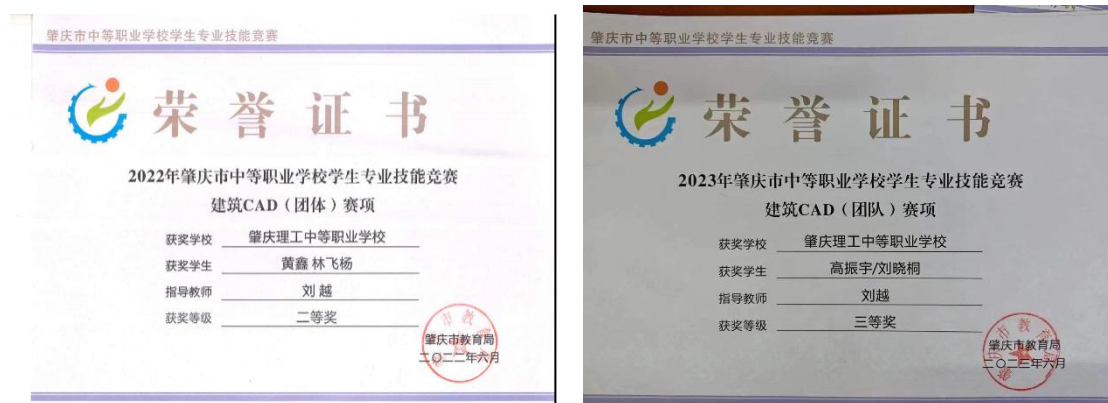 肇庆市中等职业学校学生专业技能竞赛
荣誉证书
2022年肇庆市中等职业学校学生专业技能竞赛
建筑CAD（团体）赛项
获奖学校 肇庆理工中等职业学校
获奖学生 黄鑫 林飞杨
指导教师 刘越
获奖等级 二等奖
肇庆市教育局
二〇二二年六月
肇庆市中等职业学校学生专业技能竞赛
荣誉证书
2023年肇庆市中等职业学校学生专业技能竞赛
建筑CAD（团队）赛项
获奖学校 肇庆理工中等职业学校
获奖学生 高振宇/刘晓桐
指导教师 刘越
获奖等级 三等奖
肇庆市教育局
二〇二三年六月